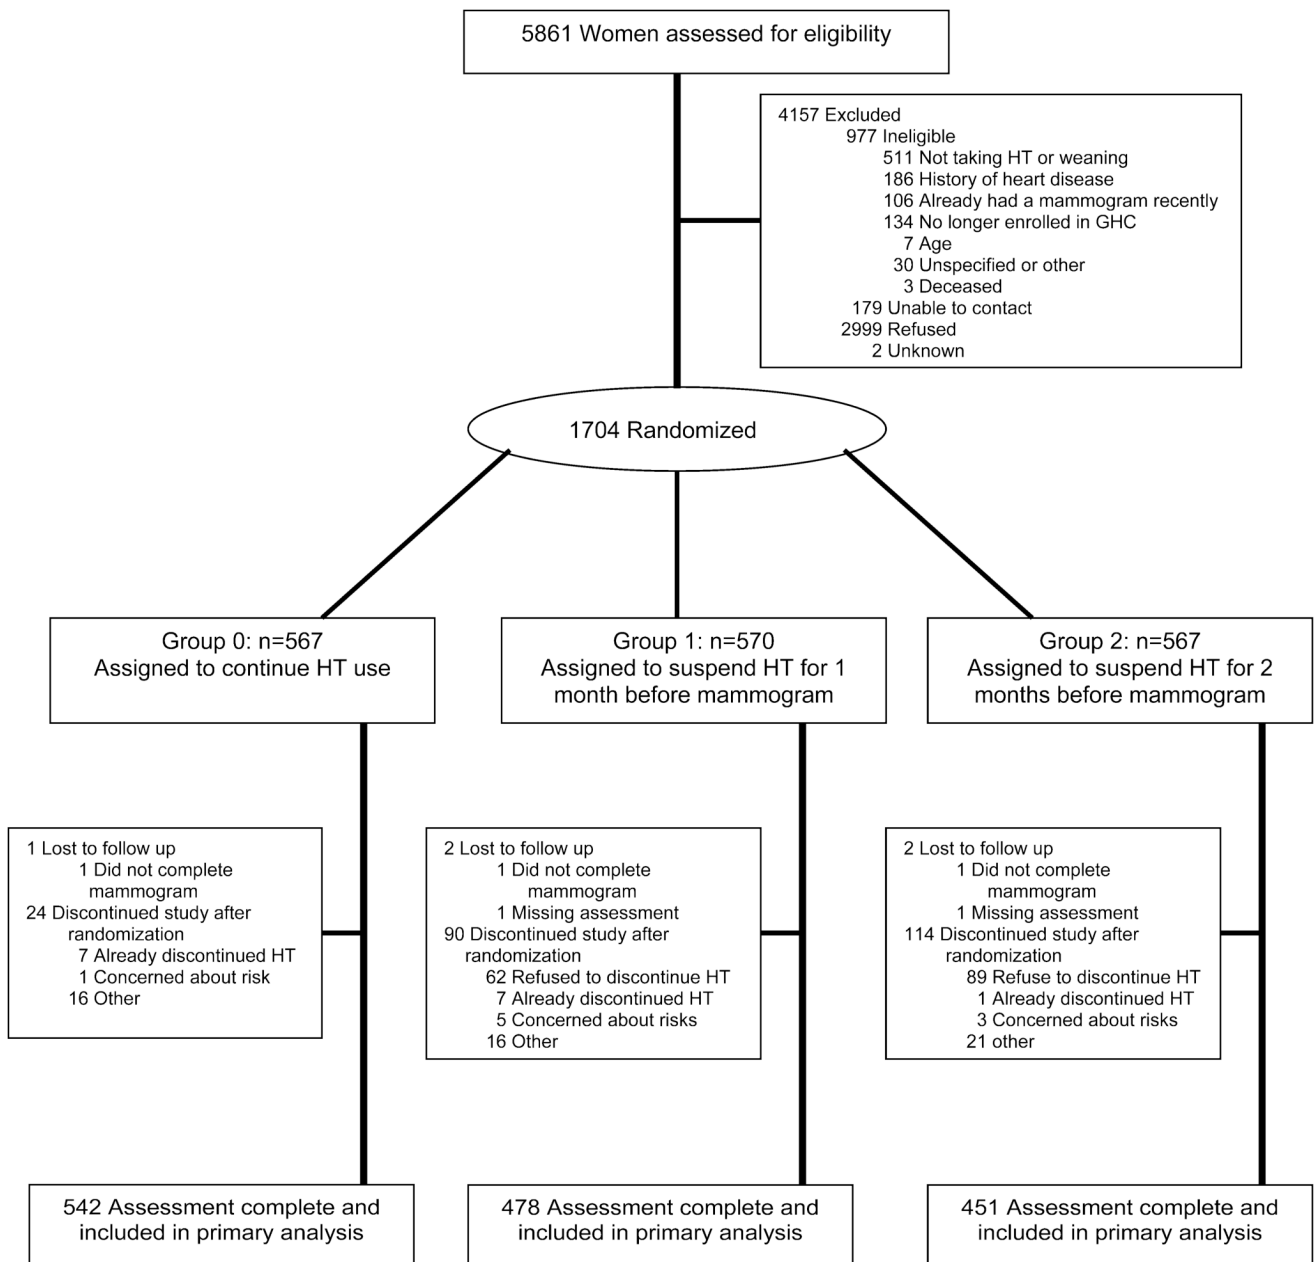 5861 Women assessed for eligibility
4157 Excluded
977 Ineligible
511 Not taking HT or weaning
186 History of heart disease
106 Already had a mammogram recently
134 No longer enrolled in GHC
7 Age
30 Unspecified or other
3 Deceased
179 Unable to contact
2999 Refused
2 Unknown
1704 Randomized
Group 0: n=567
Assigned to continue HT use
Group 1: n=570
Assigned to suspend HT for 1
month before mammogram
Group 2: n=567
Assigned to suspend HT for 2
months before mammogram
1 Lost to follow up
1 Did not complete
mammogram
24 Discontinued study after
randomization
7 Already discontinued HT
1 Concerned about risk
16 Other
2 Lost to follow up
1 Did not complete
mammogram
1 Missing assessment
90 Discontinued study after
randomization
62 Refused to discontinue HT
7 Already discontinued HT
5 Concerned about risks
16 Other
2 Lost to follow up
1 Did not complete
mammogram
1 Missing assessment
114 Discontinued study after
randomization
89 Refuse to discontinue HT
1 Already discontinued HT
3 Concerned about risks
21 other
542 Assessment complete and
included in primary analysis
478 Assessment complete and
included in primary analysis
451 Assessment complete and
included in primary analysis